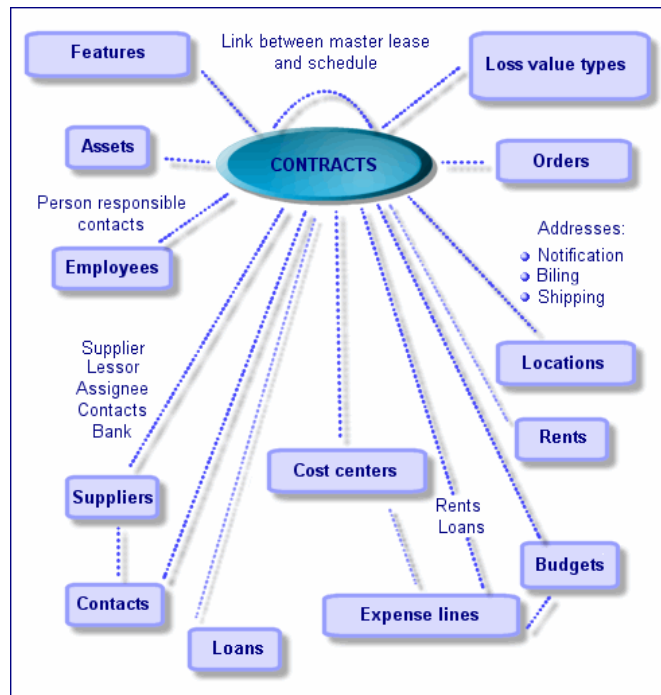 Features
Link between master lease
and schedule
Loss value types
Assets
CONTRACTS
Orders
Person responsible
contacts
Employees
Addresses:
Notification
Biling
Shipping
Locations
Supplier
Lessor
Assignee
Contacts
Bank
Rents
Cost centers
Suppliers
Rents
Loans
Budgets
Contacts
Expense lines
Loans